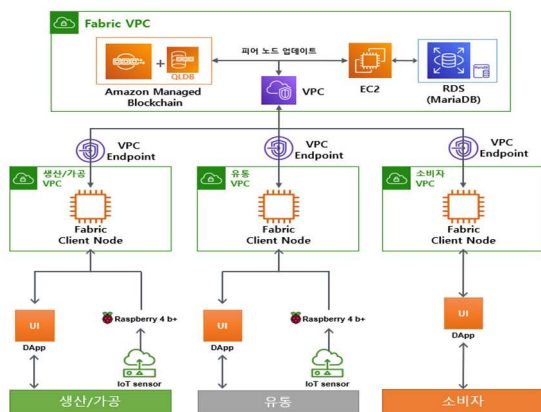 Fabric VPC
피어 노드 업데이트
QLDB
Amazon Managed
Blockchain
VPC
EC2
RDS
(MariaDB)
VPC
Endpoint
VPC
Endpoint
VPC
Endpoint
생산/가공
VPC
유통
VPC
소비자
VPC
Fabric
Client Node
Fabric
Client Node
Fabric
Client Node
UI
DApp
Raspberry 4 b+
IoT sensor
UI
DApp
Raspberry 4 b+
IoT sensor
UI
DApp
생산/가공
유통
소비자